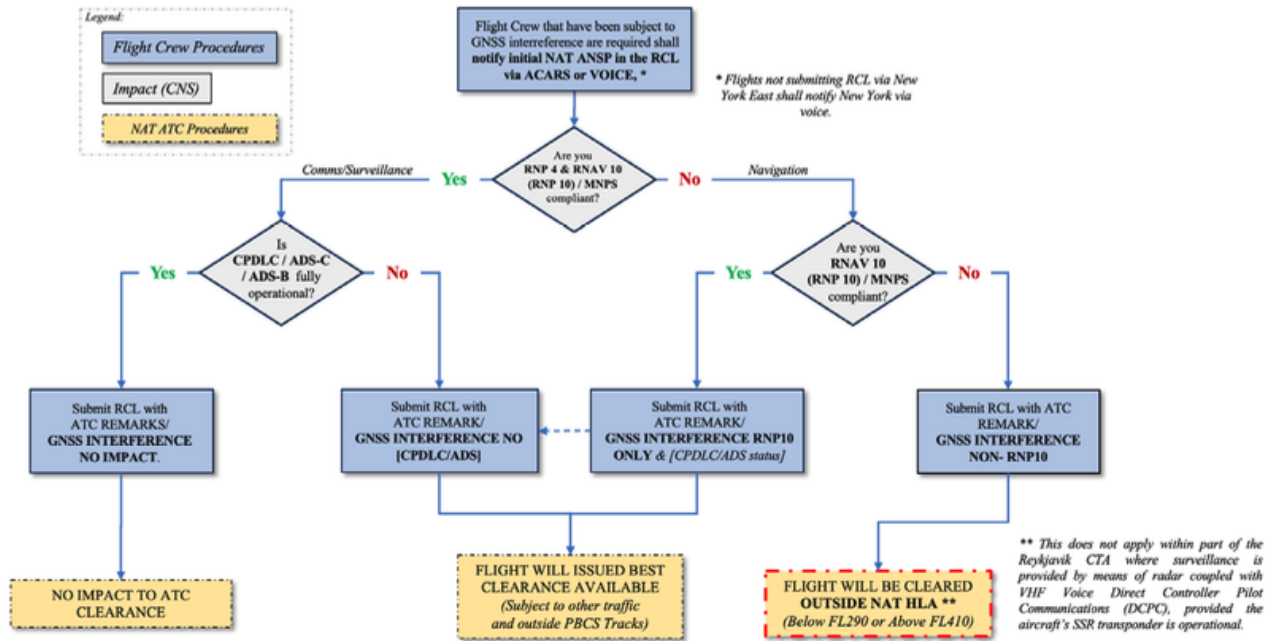 Legend:
Flight Crew Procedures
Impact (CNS)
NAT ATC Procedures
Flight Crew that have been subject to
GNSS interreference are required shall
notify initial NAT ANSP in the RCL
via ACARS or VOICE, *
* Flights not submitting RCL via New
York East shall notify New York via
voice.
Are you
RNP 4 & RNAV 10
(RNP 10) / MNPS
compliant?
Comms/Surveillance
Yes
No
Navigation
Is
CPDLC / ADS-C
/ ADS-B fully
operational?
Yes
No
Are you
RNAV 10
(RNP 10) / MNPS
compliant?
Yes
No
Submit RCL with
ATC REMARKS/
GNSS INTERFERENCE
NO IMPACT.
Submit RCL with
ATC REMARK/
GNSS INTERFERENCE NO
[CPDLC/ADS]
Submit RCL with
ATC REMARK/
GNSS INTERFERENCE RNP10
ONLY & [CPDLC/ADS status]
Submit RCL with ATC
REMARK/
GNSS INTERFERENCE
NON- RNP10
NO IMPACT TO ATC
CLEARANCE
FLIGHT WILL ISSUED BEST
CLEARANCE AVAILABLE
(Subject to other traffic
and outside PBCS Tracks)
FLIGHT WILL BE CLEARED
OUTSIDE NAT HLA **
(Below FL290 or Above FL410)
** This does not apply within part of the
Reykjavik CTA where surveillance is
provided by means of radar coupled with
VHF Voice Direct Controller Pilot
Communications (DCPC), provided the
aircraft's SSR transponder is operational.